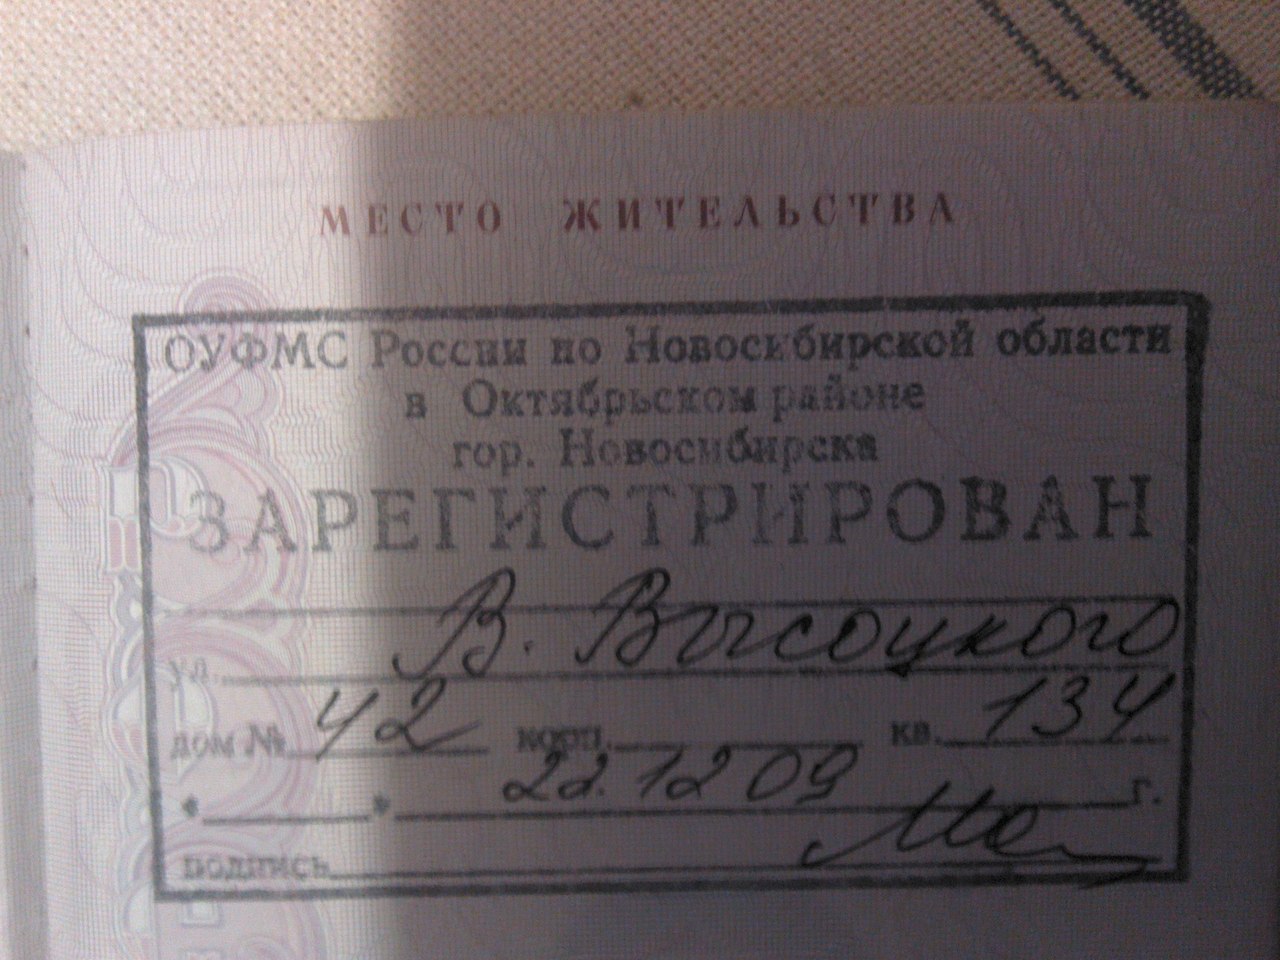 МЕСТО ЖИТЕЛЬСТВА
ОУФМС России по Новосибирской области
в Октябрьском районе
гор. Новосибирска
ЗАРЕГИСТРИРОВАН
ул. В. Высоцкого
дом № 42 корп. кв. 134
« » 22.12 09 г.
подпись